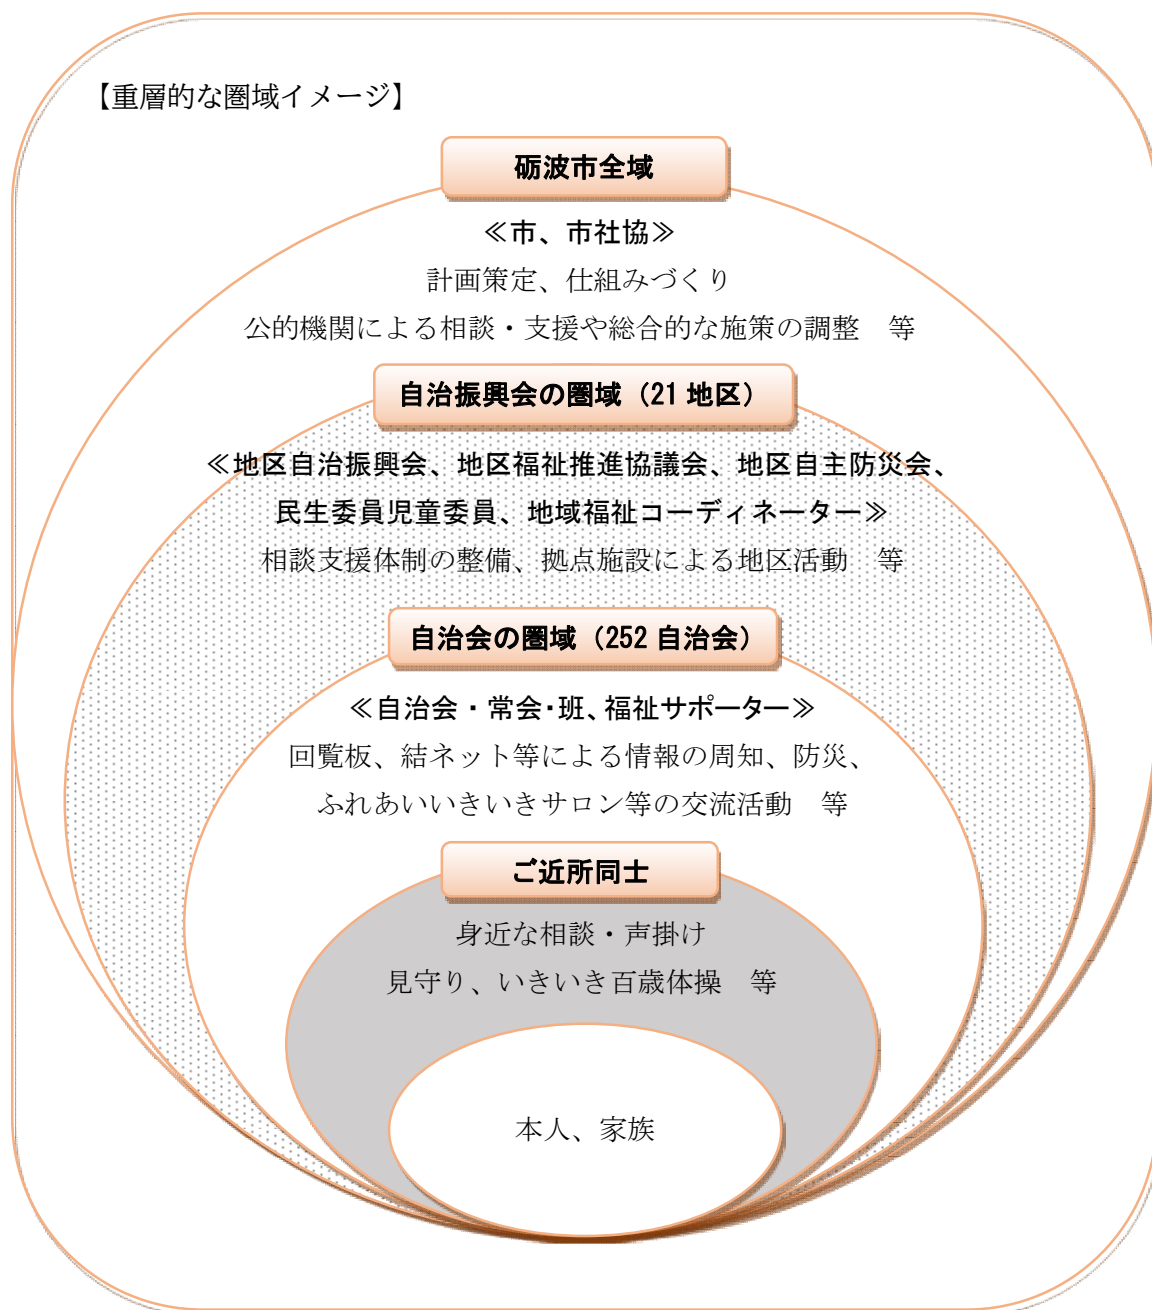 【重層的な圏域イメージ】
砺波市全域
≪市、市社協≫
計画策定、仕組みづくり
公的機関による相談・支援や総合的な施策の調整　等
自治振興会の圏域（21 地区）
≪地区自治振興会、地区福祉推進協議会、地区自主防災会、
民生委員児童委員、地域福祉コーディネーター≫
相談支援体制の整備、拠点施設による地区活動　等
自治会の圏域（252 自治会）
≪自治会・常会・班、福祉サポーター≫
回覧板、結ネット等による情報の周知、防災、
ふれあいいきいきサロン等の交流活動　等
ご近所同士
身近な相談・声掛け
見守り、いきいき百歳体操　等
本人、家族